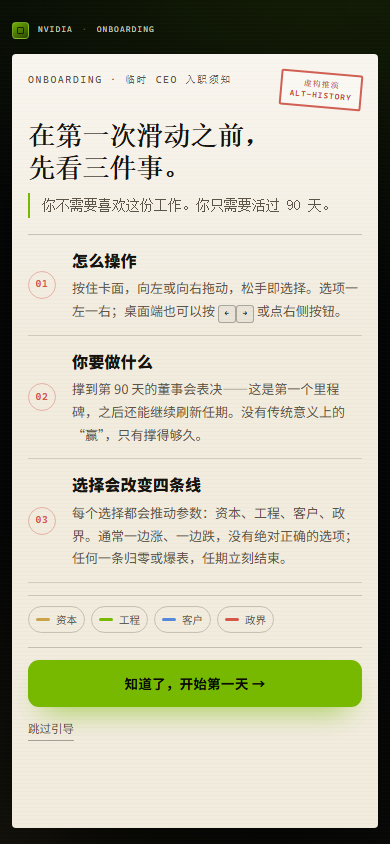 NVIDIA · ONBOARDING
ONBOARDING · 临时 CEO 入职须知
虚构推演
ALT-HISTORY
在第一次滑动之前，
先看三件事。
你不需要喜欢这份工作。你只需要活过 90 天。
01
怎么操作
按住卡面，向左或向右拖动，松手即选择。选项一
左一右；桌面端也可以按 ← → 或点右侧按钮。
02
你要做什么
撑到第 90 天的董事会表决——这是第一个里程
碑，之后还能继续刷新任期。没有传统意义上的
“赢”，只有撑得够久。
03
选择会改变四条线
每个选择都会推动参数：资本、工程、客户、政
界。通常一边涨、一边跌，没有绝对正确的选项；
任何一条归零或爆表，任期立刻结束。
资本 工程 客户 政界
知道了，开始第一天 →
跳过引导